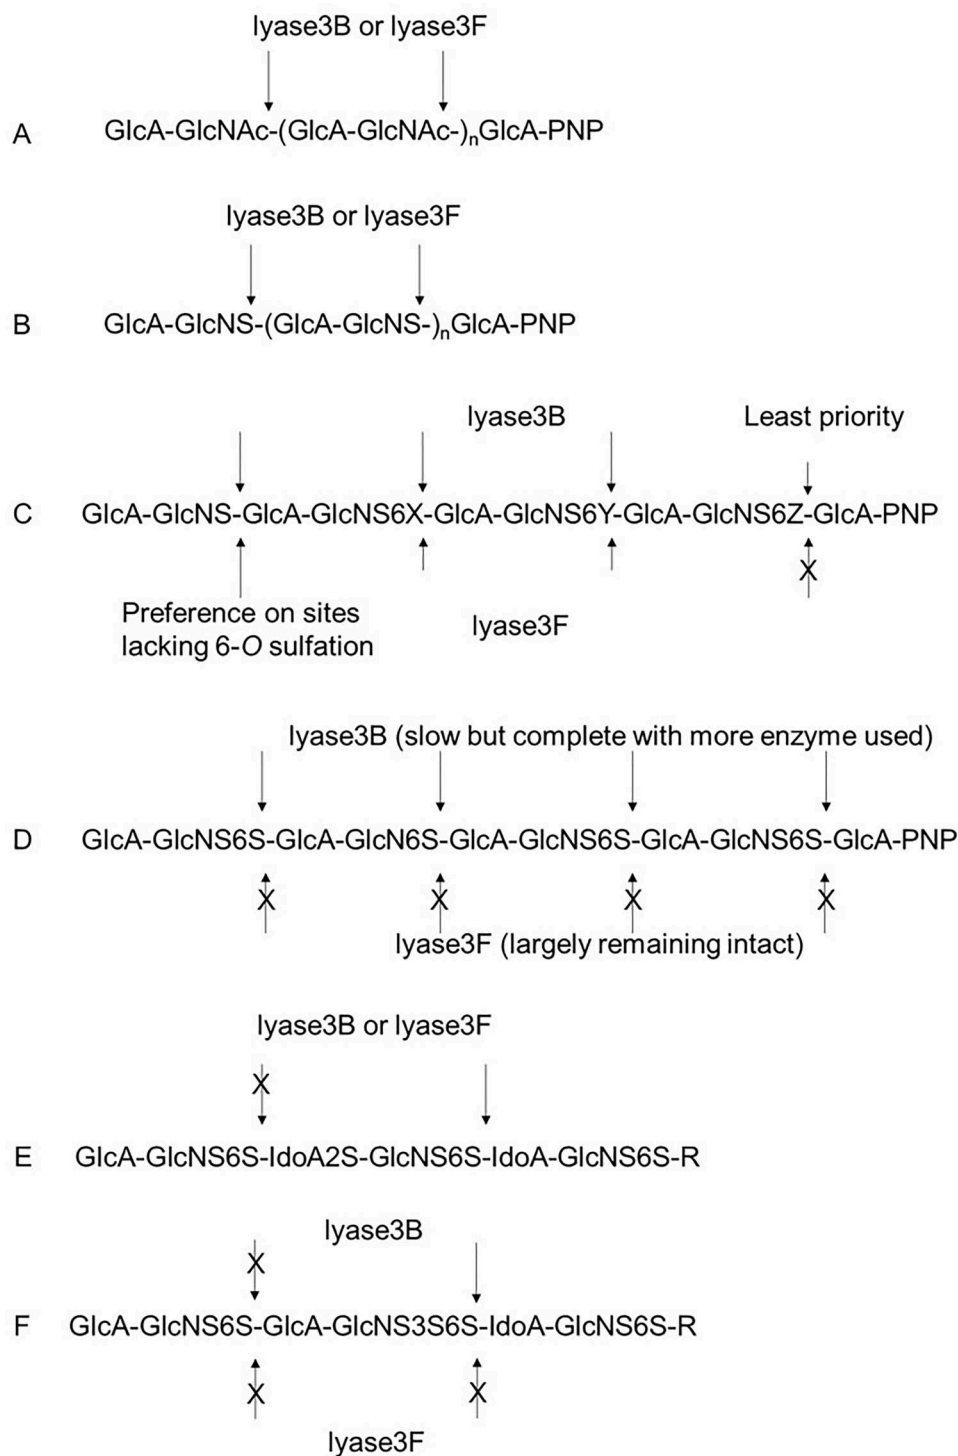 lyase3B or lyase3F
A GlcA-GlcNAc-(GlcA-GlcNAc-)nGlcA-PNP
lyase3B or lyase3F
B GlcA-GlcNS-(GlcA-GlcNS-)nGlcA-PNP
lyase3B Least priority
C GlcA-GlcNS-GlcA-GlcNS6X-GlcA-GlcNS6Y-GlcA-GlcNS6Z-GlcA-PNP
X
Preference on sites
lacking 6-O sulfation
lyase3F
lyase3B (slow but complete with more enzyme used)
D GlcA-GlcNS6S-GlcA-GlcN6S-GlcA-GlcNS6S-GlcA-GlcNS6S-GlcA-PNP
X X X X
lyase3F (largely remaining intact)
lyase3B or lyase3F
X
E GlcA-GlcNS6S-IdoA2S-GlcNS6S-IdoA-GlcNS6S-R
lyase3B
X
F GlcA-GlcNS6S-GlcA-GlcNS3S6S-IdoA-GlcNS6S-R
X X
lyase3F